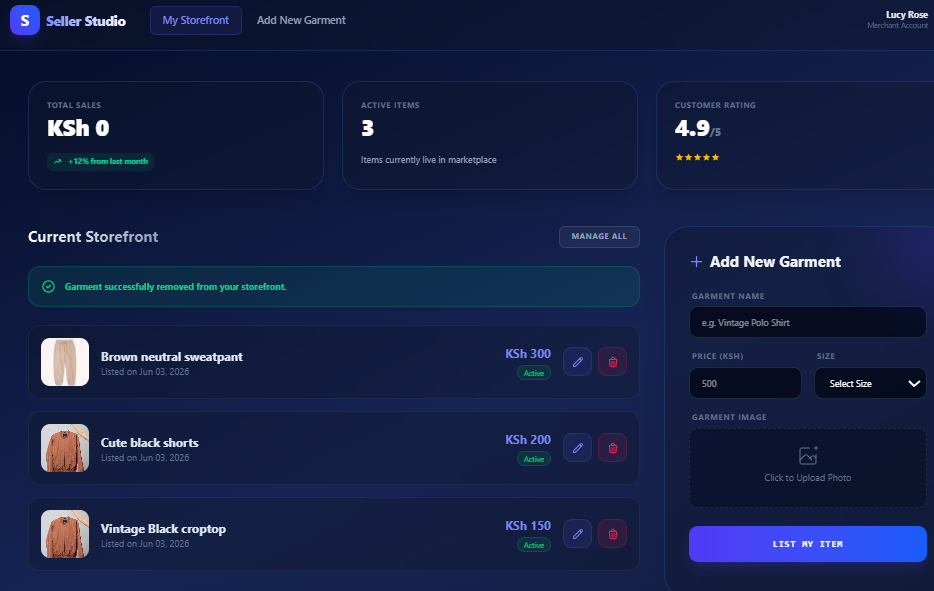 S Seller Studio My Storefront Add New Garment
Lucy Rose
Merchant Account
TOTAL SALES
KSh 0
+12% from last month
ACTIVE ITEMS
3
Items currently live in marketplace
CUSTOMER RATING
4.9/5
★★★★★
Current Storefront
MANAGE ALL
Garment successfully removed from your storefront.
Brown neutral sweatpant
Listed on Jun 03, 2026
KSh 300
Active
Cute black shorts
Listed on Jun 03, 2026
KSh 200
Active
Vintage Black croptop
Listed on Jun 03, 2026
KSh 150
Active
+ Add New Garment
GARMENT NAME
e.g. Vintage Polo Shirt
PRICE (KSH) SIZE
500 Select Size
GARMENT IMAGE
Click to Upload Photo
LIST MY ITEM